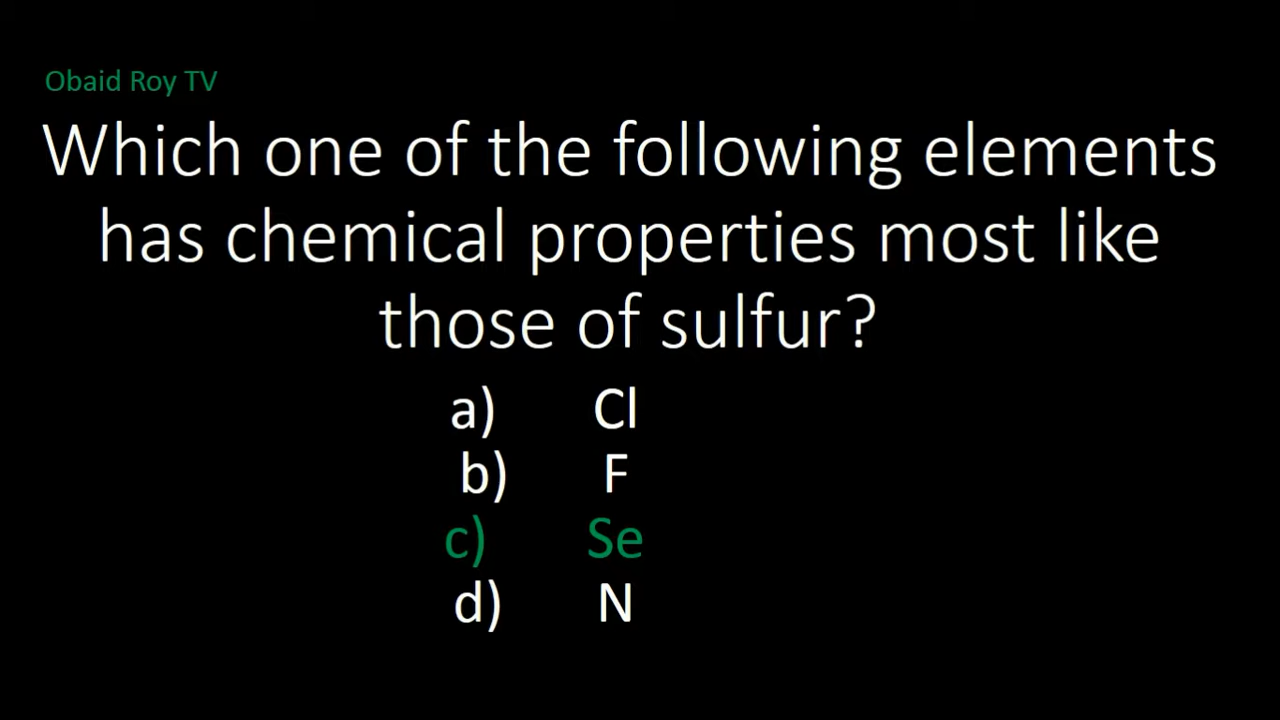 Obaid Roy TV
Which one of the following elements
has chemical properties most like
those of sulfur?
a) Cl
b) F
c) Se
d) N